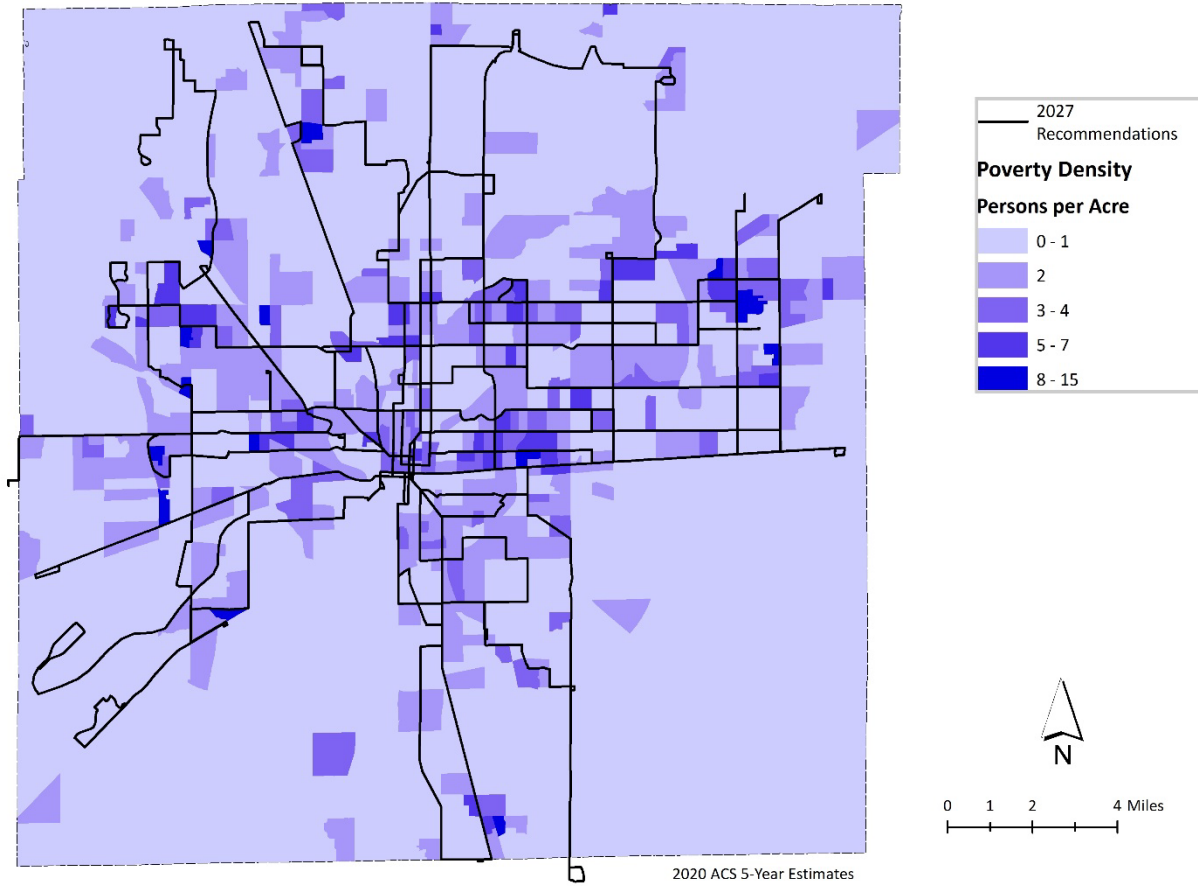 2027
Recommendations
Poverty Density
Persons per Acre
0 - 1
2
3 - 4
5 - 7
8 - 15
N
0 1 2 4 Miles
2020 ACS 5-Year Estimates